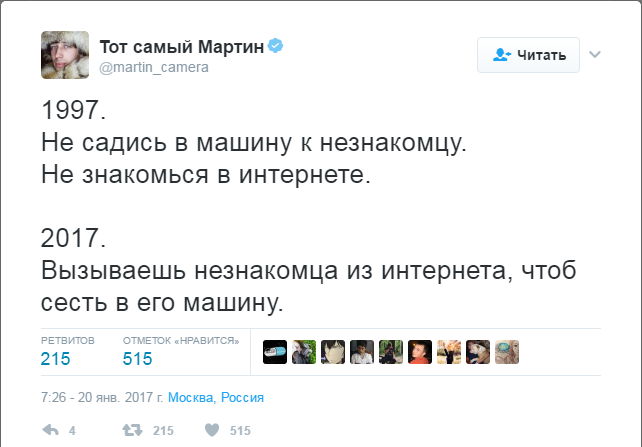 Тот самый Мартин
@martin_camera
Читать
1997.
Не садись в машину к незнакомцу.
Не знакомься в интернете.
2017.
Вызываешь незнакомца из интернета, чтоб
сесть в его машину.
РЕТВИТОВ ОТМЕТОК «НРАВИТСЯ»
215 515
7:26 - 20 янв. 2017 г. Москва, Россия
4 215 515